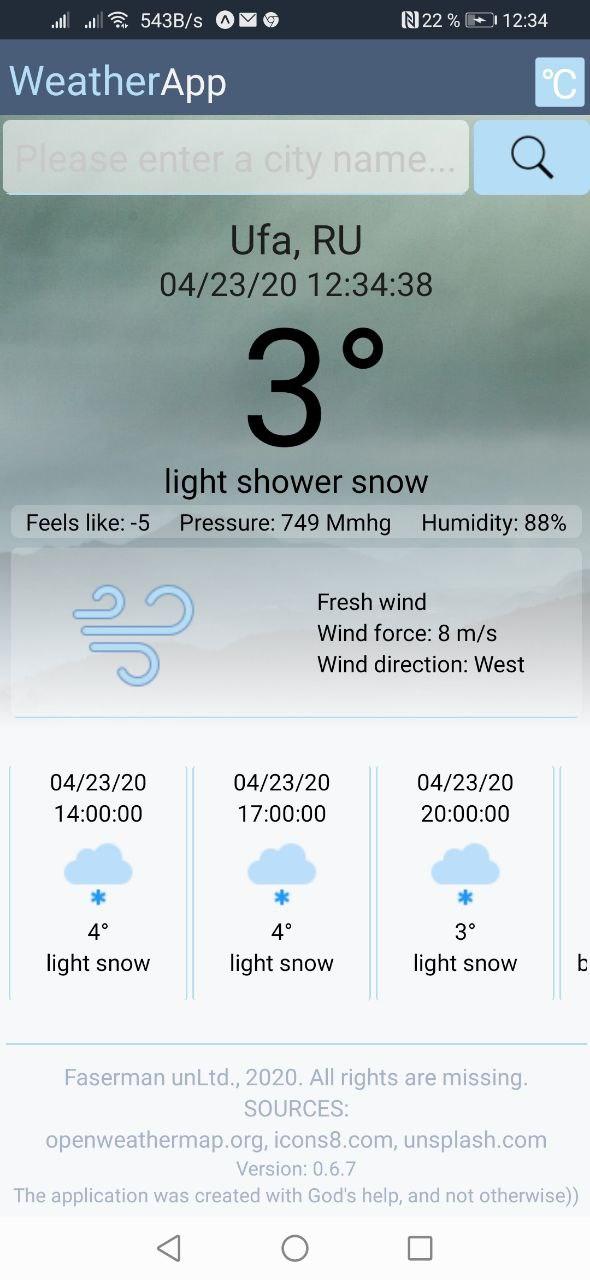 543B/s 22 % 12:34
WeatherApp °C
Please enter a city name...
Ufa, RU
04/23/20 12:34:38
3°
light shower snow
Feels like: -5 Pressure: 749 Mmhg Humidity: 88%
Fresh wind
Wind force: 8 m/s
Wind direction: West
04/23/20 04/23/20 04/23/20
14:00:00 17:00:00 20:00:00
4° 4° 3°
light snow light snow light snow b
Faserman unLtd., 2020. All rights are missing.
SOURCES:
openweathermap.org, icons8.com, unsplash.com
Version: 0.6.7
The application was created with God's help, and not otherwise))